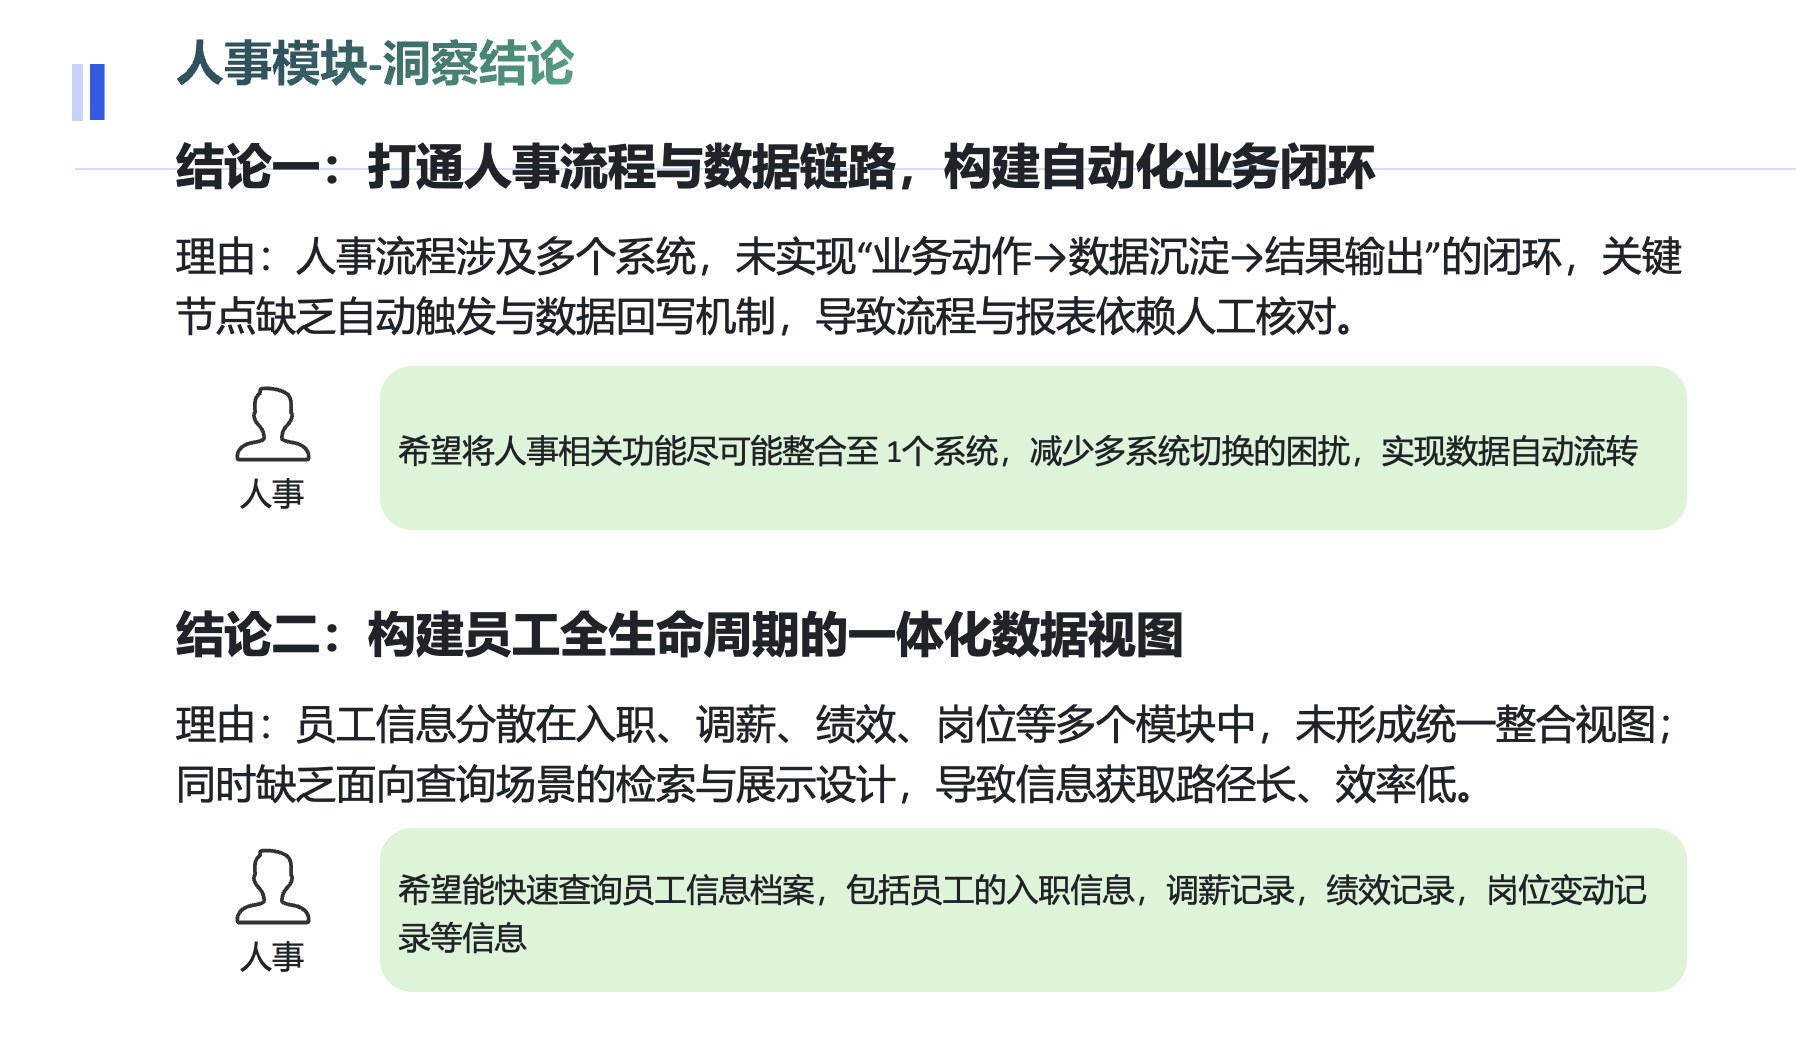 人事模块-洞察结论
结论一：打通人事流程与数据链路，构建自动化业务闭环
理由：人事流程涉及多个系统，未实现“业务动作→数据沉淀→结果输出”的闭环，关键
节点缺乏自动触发与数据回写机制，导致流程与报表依赖人工核对。
希望将人事相关功能尽可能整合至 1个系统，减少多系统切换的困扰，实现数据自动流转
人事
结论二：构建员工全生命周期的一体化数据视图
理由：员工信息分散在入职、调薪、绩效、岗位等多个模块中，未形成统一整合视图；
同时缺乏面向查询场景的检索与展示设计，导致信息获取路径长、效率低。
希望能快速查询员工信息档案，包括员工的入职信息，调薪记录，绩效记录，岗位变动记
录等信息
人事